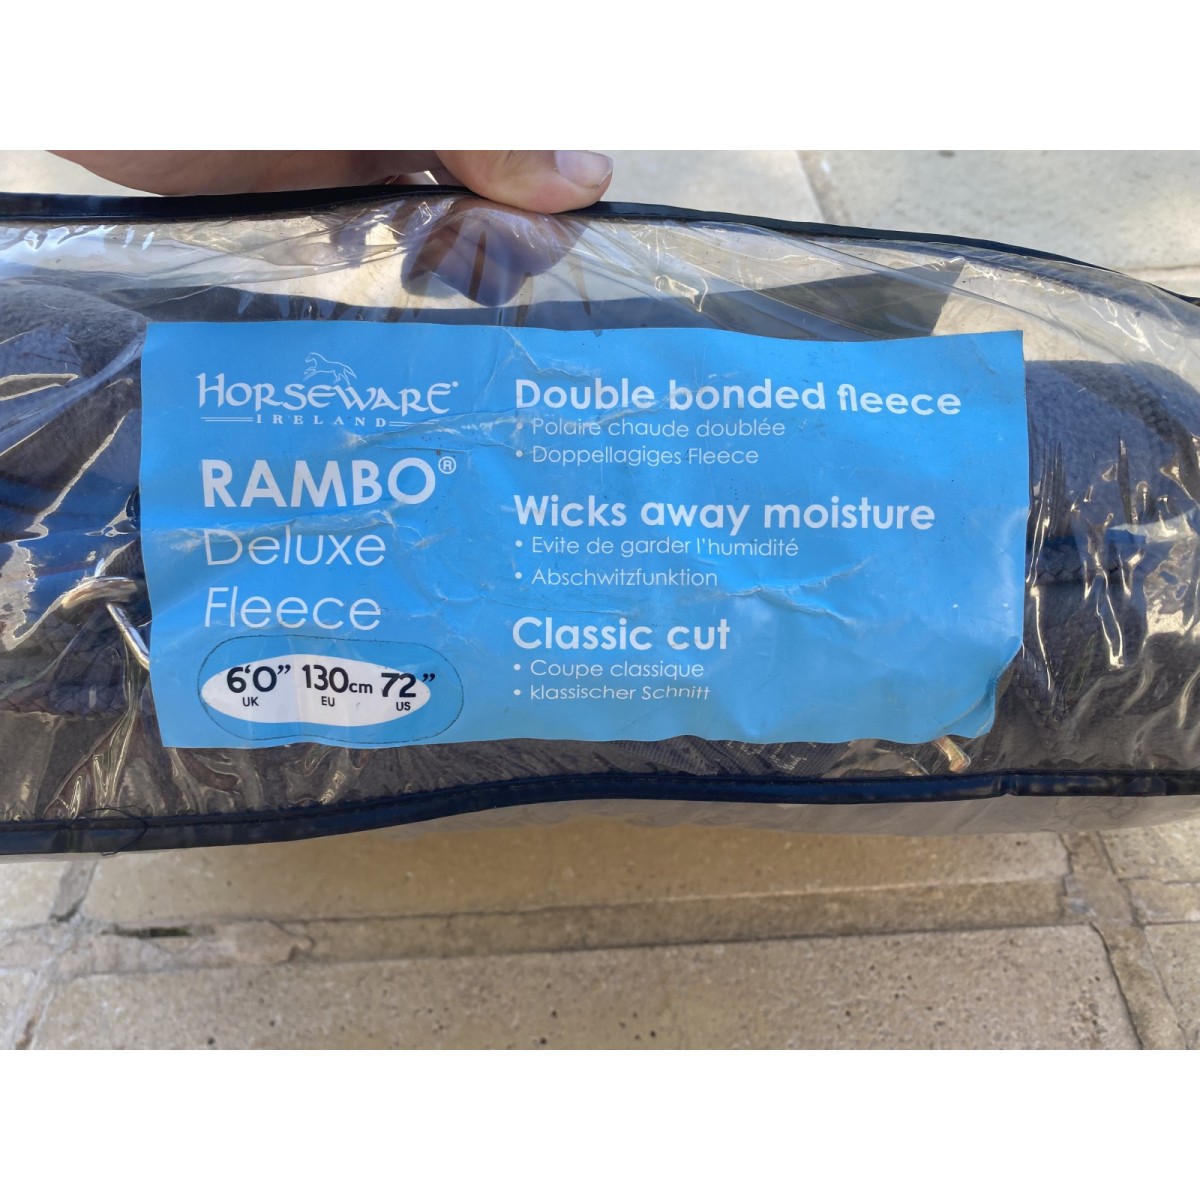 HORSEWARE®
IRELAND
RAMBO®
Deluxe
Fleece
6'0" 130cm 72"
UK EU US
Double bonded fleece
• Polaire chaude doublée
• Doppellagiges Fleece
Wicks away moisture
• Evite de garder l'humidité
• Abschwitzfunktion
Classic cut
• Coupe classique
• klassischer Schnitt